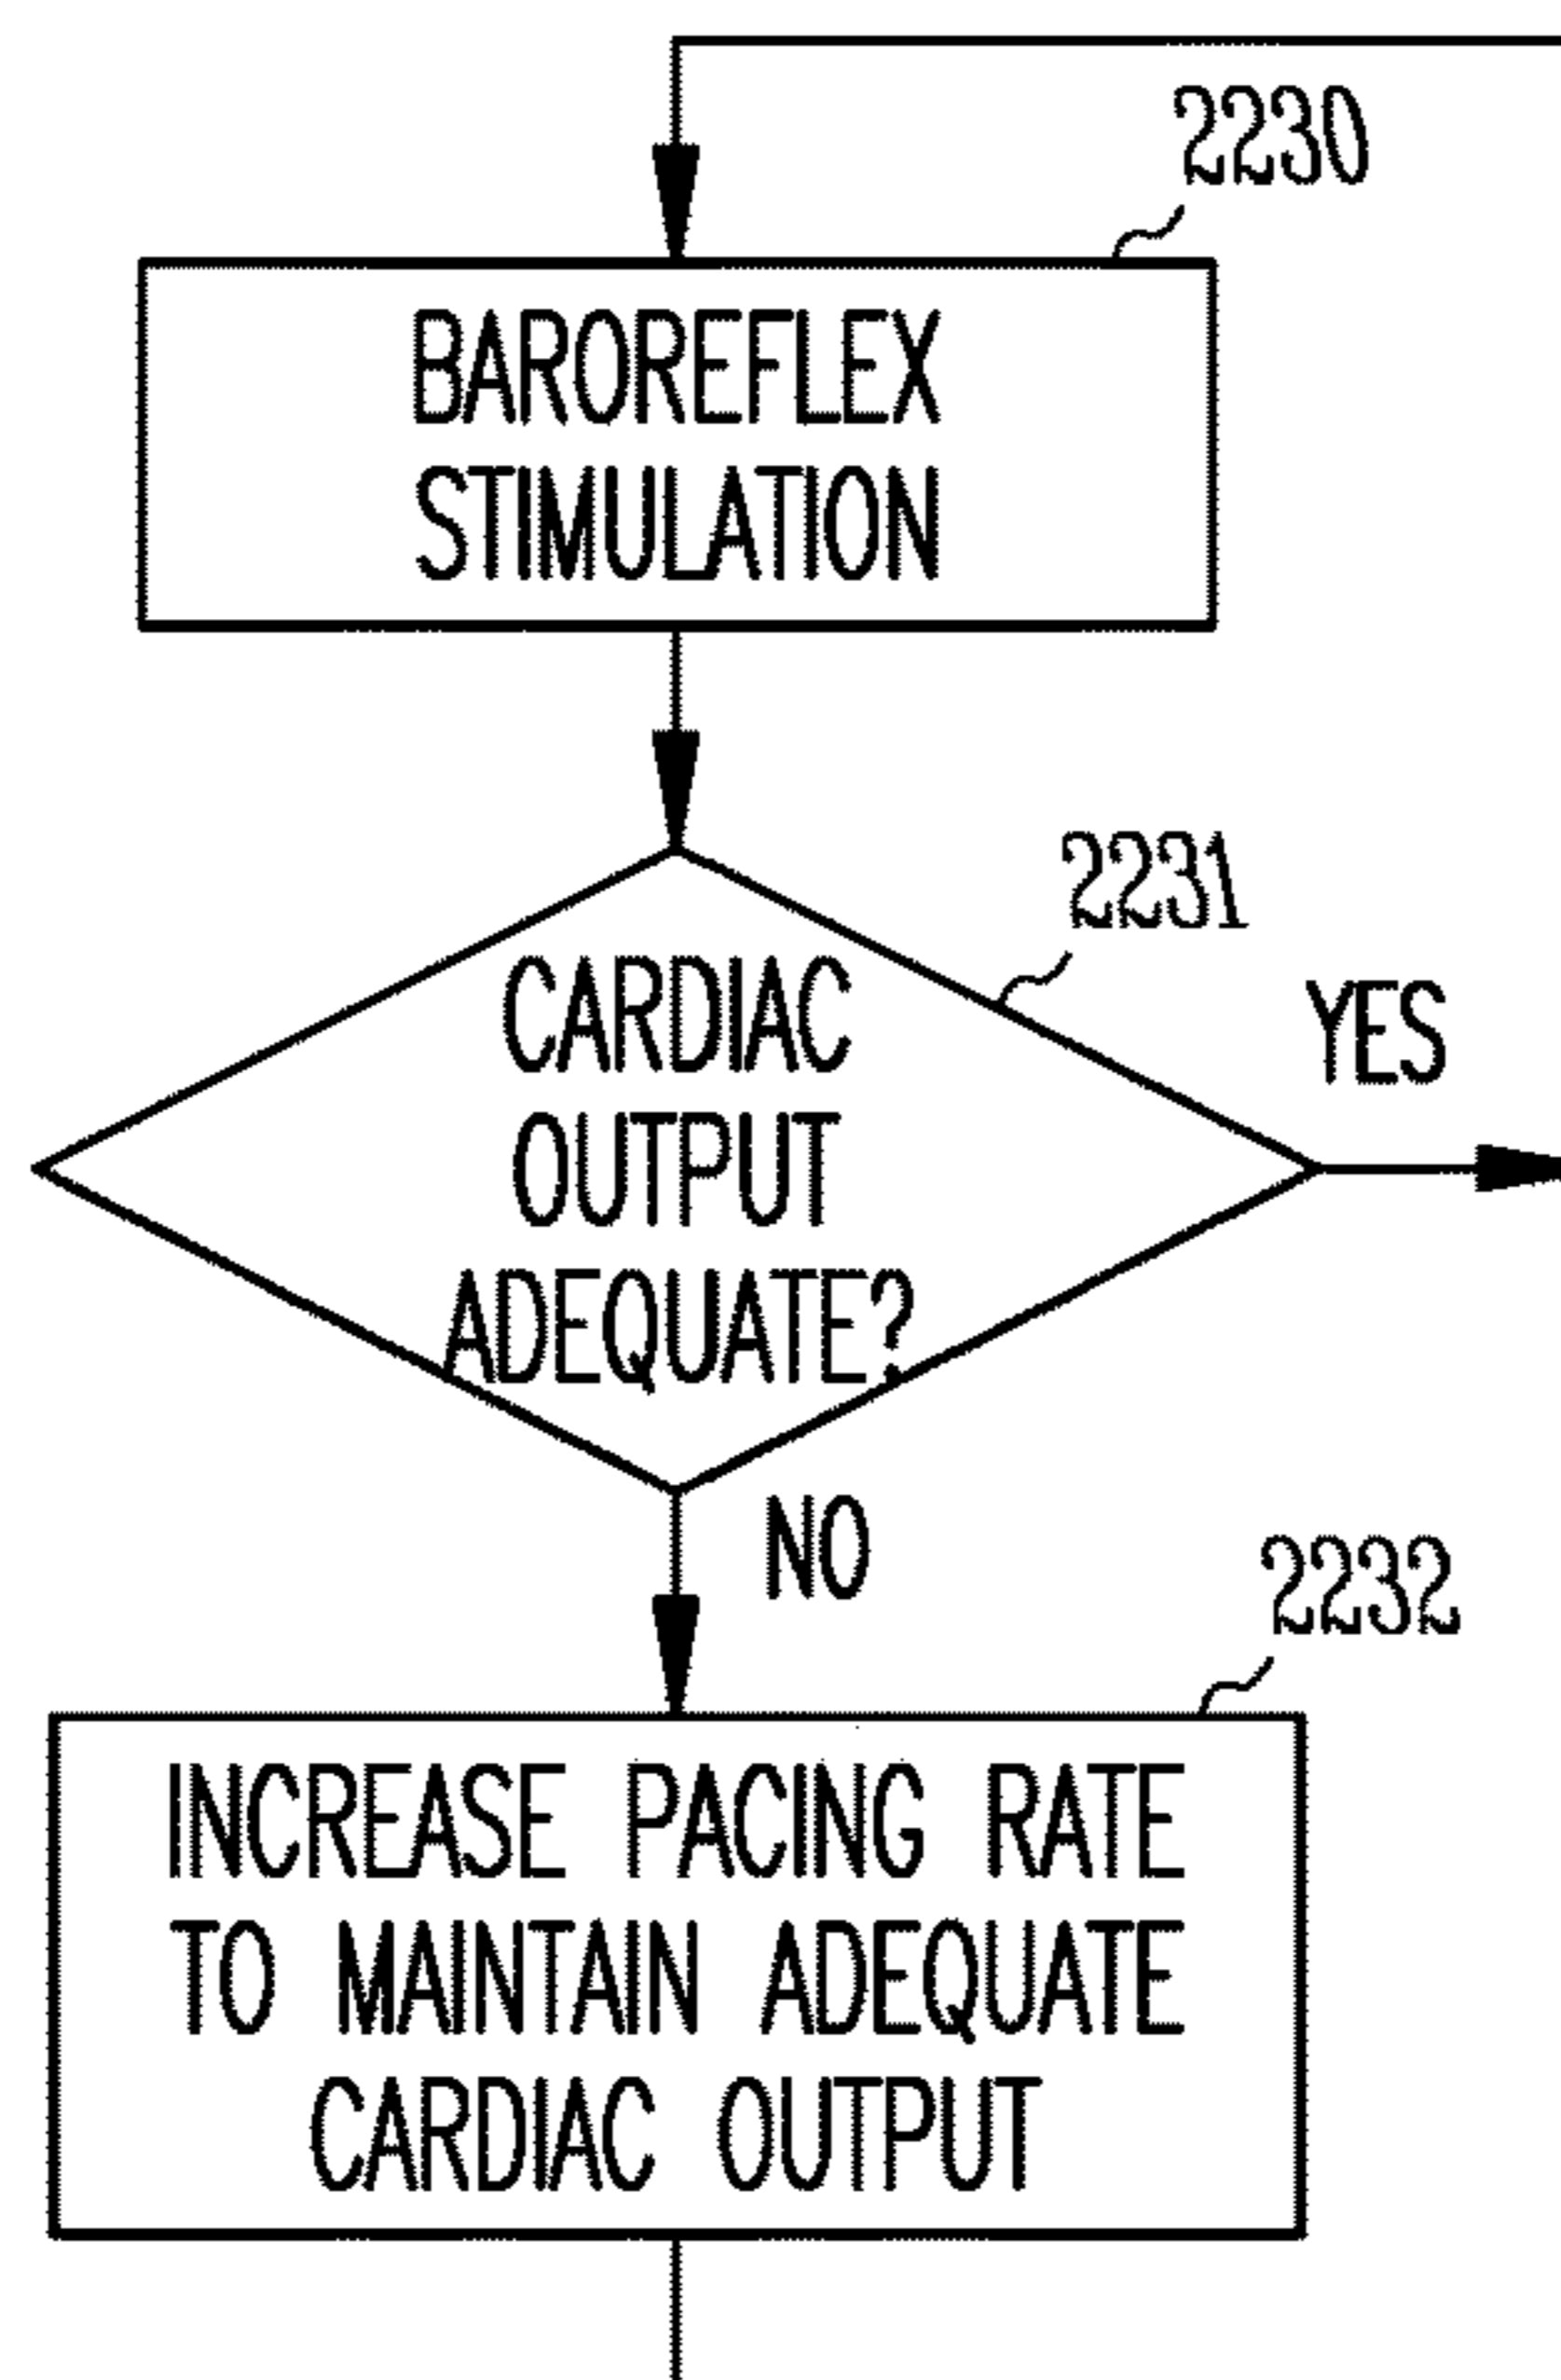 2230
BAROREFLEX
STIMULATION
2231
CARDIAC
OUTPUT
ADEQUATE?
YES
NO
2232
INCREASE PACING RATE
TO MAINTAIN ADEQUATE
CARDIAC OUTPUT